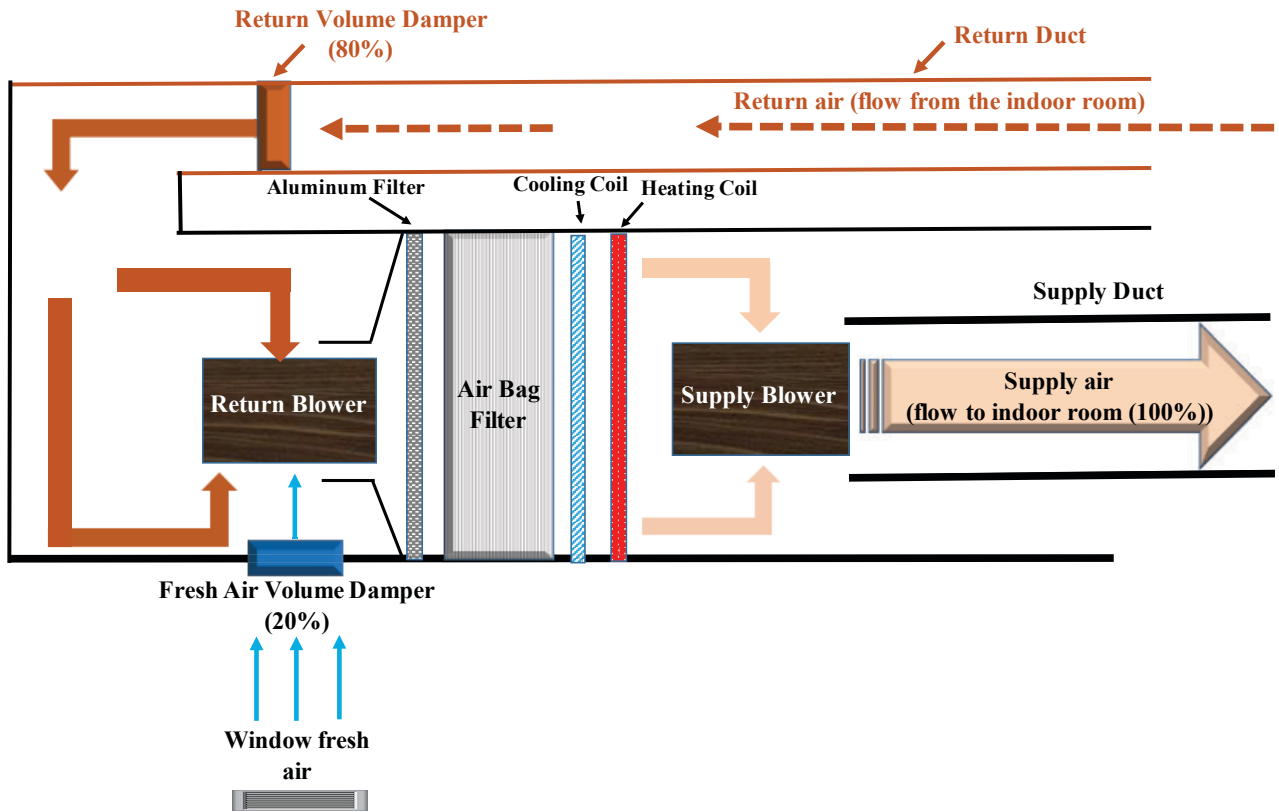 Return Volume Damper
(80%)
Return Duct
Return air (flow from the indoor room)
Aluminum Filter
Cooling Coil
Heating Coil
Supply Duct
Return Blower
Air Bag
Filter
Supply Blower
Supply air
(flow to indoor room (100%))
Fresh Air Volume Damper
(20%)
Window fresh
air